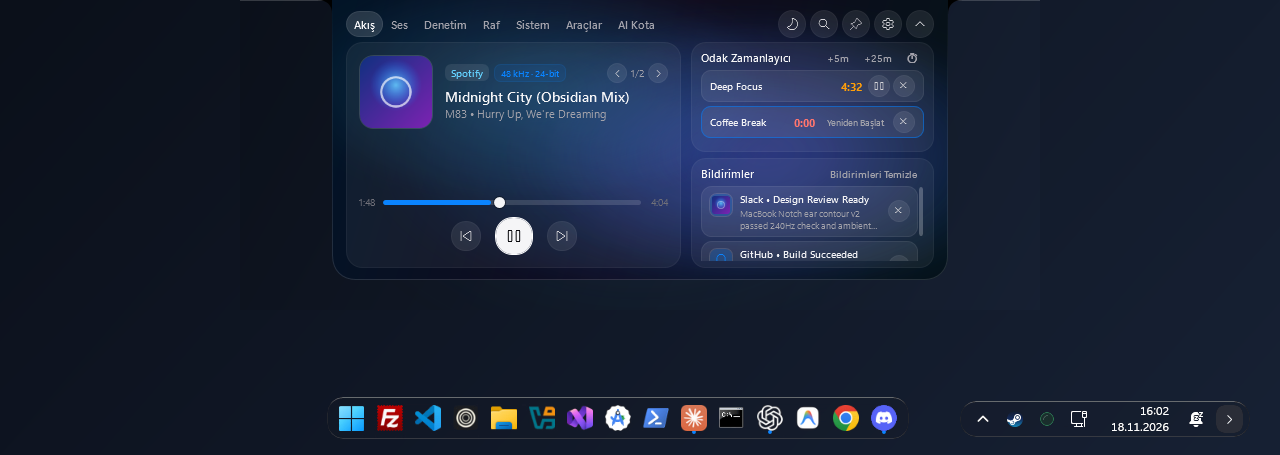 Akış Ses Denetim Raf Sistem Araçlar AI Kota
Spotify 48 kHz · 24-bit 1/2
Midnight City (Obsidian Mix)
M83 • Hurry Up, We're Dreaming
1:48 4:04
Odak Zamanlayıcı +5m +25m
Deep Focus 4:32
Coffee Break 0:00 Yeniden Başlat
Bildirimler Bildirimleri Temizle
Slack • Design Review Ready
MacBook Notch ear contour v2
passed 240Hz check and ambient...
GitHub • Build Succeeded
16:02
18.11.2026